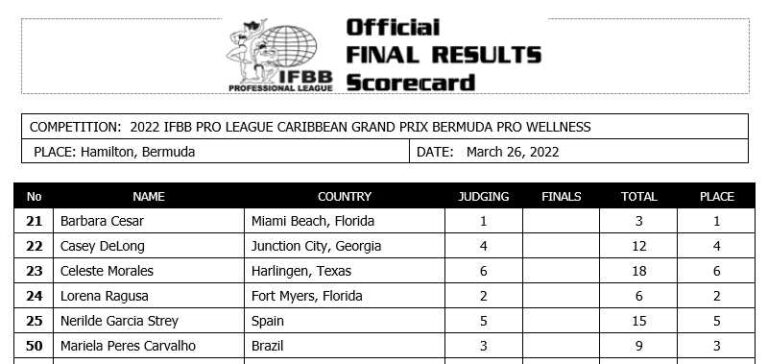 Official
FINAL RESULTS
Scorecard
IFBB
PROFESSIONAL LEAGUE
COMPETITION: 2022 IFBB PRO LEAGUE CARIBBEAN GRAND PRIX BERMUDA PRO WELLNESS
PLACE: Hamilton, Bermuda DATE: March 26, 2022
No NAME COUNTRY JUDGING FINALS TOTAL PLACE
21 Barbara Cesar Miami Beach, Florida 1 3 1
22 Casey DeLong Junction City, Georgia 4 12 4
23 Celeste Morales Harlingen, Texas 6 18 6
24 Lorena Ragusa Fort Myers, Florida 2 6 2
25 Nerilde Garcia Strey Spain 5 15 5
50 Mariela Peres Carvalho Brazil 3 9 3